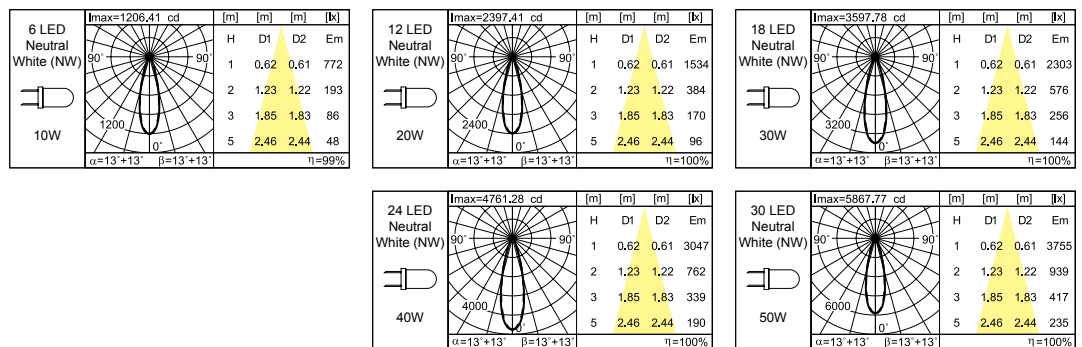 6 LED
Neutral
White (NW)
10W
Imax=1206.41 cd
90° 90°
1200
0°
α=13°+13° β=13°+13°
[m] [m] [m] [lx]
H D1 D2 Em
1 0.62 0.61 772
2 1.23 1.22 193
3 1.85 1.83 86
5 2.46 2.44 48
η=99%
12 LED
Neutral
White (NW)
20W
Imax=2397.41 cd
90° 90°
2400
0°
α=13°+13° β=13°+13°
[m] [m] [m] [lx]
H D1 D2 Em
1 0.62 0.61 1534
2 1.23 1.22 384
3 1.85 1.83 170
5 2.46 2.44 96
η=100%
18 LED
Neutral
White (NW)
30W
Imax=3597.78 cd
90° 90°
3200
0°
α=13°+13° β=13°+13°
[m] [m] [m] [lx]
H D1 D2 Em
1 0.62 0.61 2303
2 1.23 1.22 576
3 1.85 1.83 256
5 2.46 2.44 144
η=100%
24 LED
Neutral
White (NW)
40W
Imax=4761.28 cd
90° 90°
4000
0°
α=13°+13° β=13°+13°
[m] [m] [m] [lx]
H D1 D2 Em
1 0.62 0.61 3047
2 1.23 1.22 762
3 1.85 1.83 339
5 2.46 2.44 190
η=100%
30 LED
Neutral
White (NW)
50W
Imax=5867.77 cd
90° 90°
6000
0°
α=13°+13° β=13°+13°
[m] [m] [m] [lx]
H D1 D2 Em
1 0.62 0.61 3755
2 1.23 1.22 939
3 1.85 1.83 417
5 2.46 2.44 235
η=100%